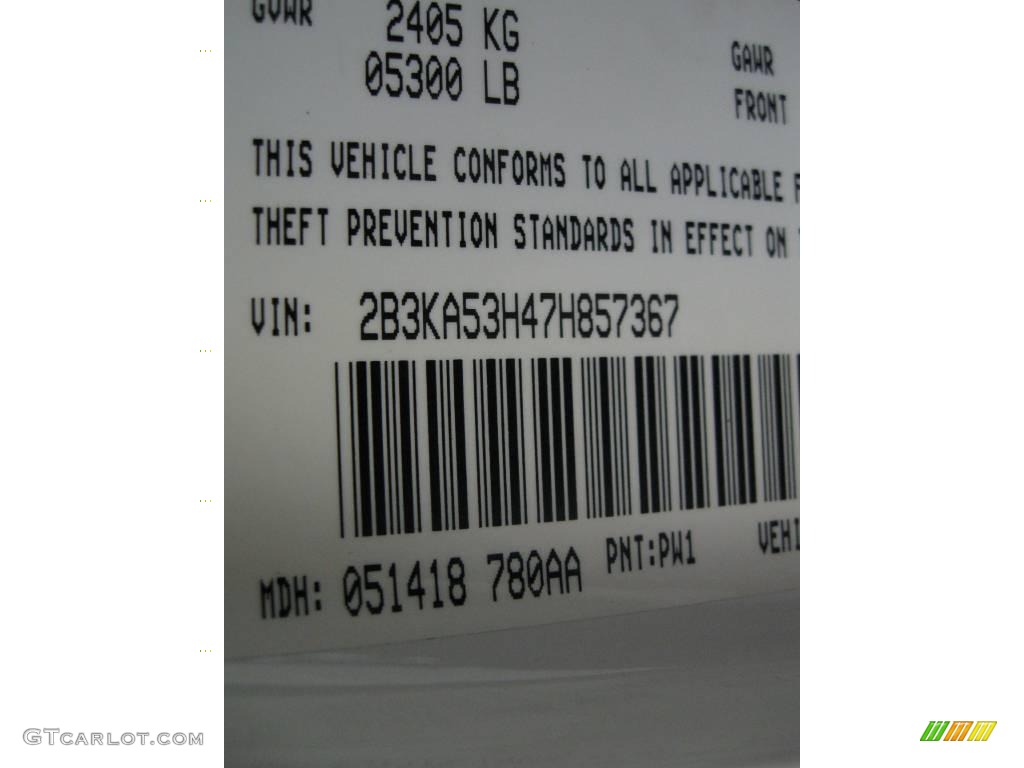 GVWR 2405 KG
05300 LB
GAWR
FRONT
THIS VEHICLE CONFORMS TO ALL APPLICABLE F
THEFT PREVENTION STANDARDS IN EFFECT ON
VIN: 2B3KA53H47H857367
MDH: 051418 780AA PNT:PW1 VEHI
GTCARLOT.COM